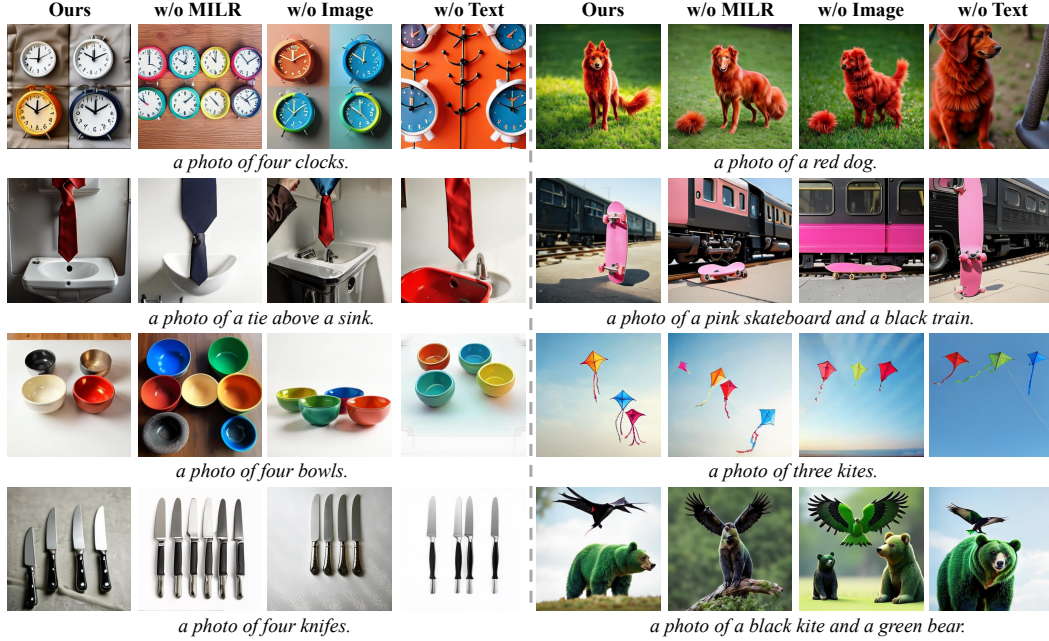 Ours w/o MILR w/o Image w/o Text Ours w/o MILR w/o Image w/o Text
a photo of four clocks. a photo of a red dog.
a photo of a tie above a sink. a photo of a pink skateboard and a black train.
a photo of four bowls. a photo of three kites.
a photo of four knifes. a photo of a black kite and a green bear.